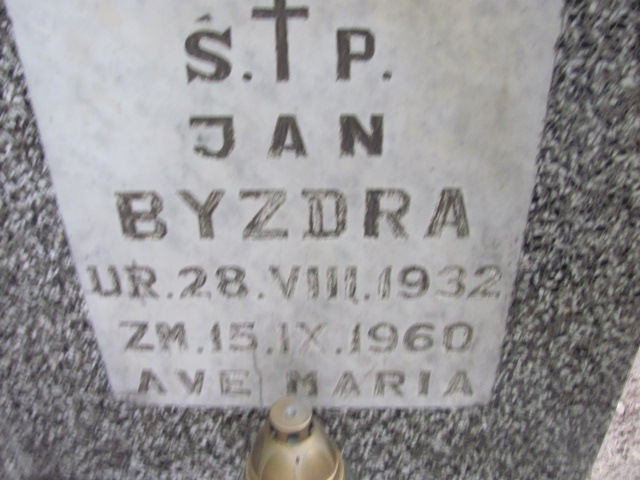 Ś. P.
JAN
BYZDRA
UR. 28. VIII. 1932
ZM. 15. IX. 1960
AVE MARIA